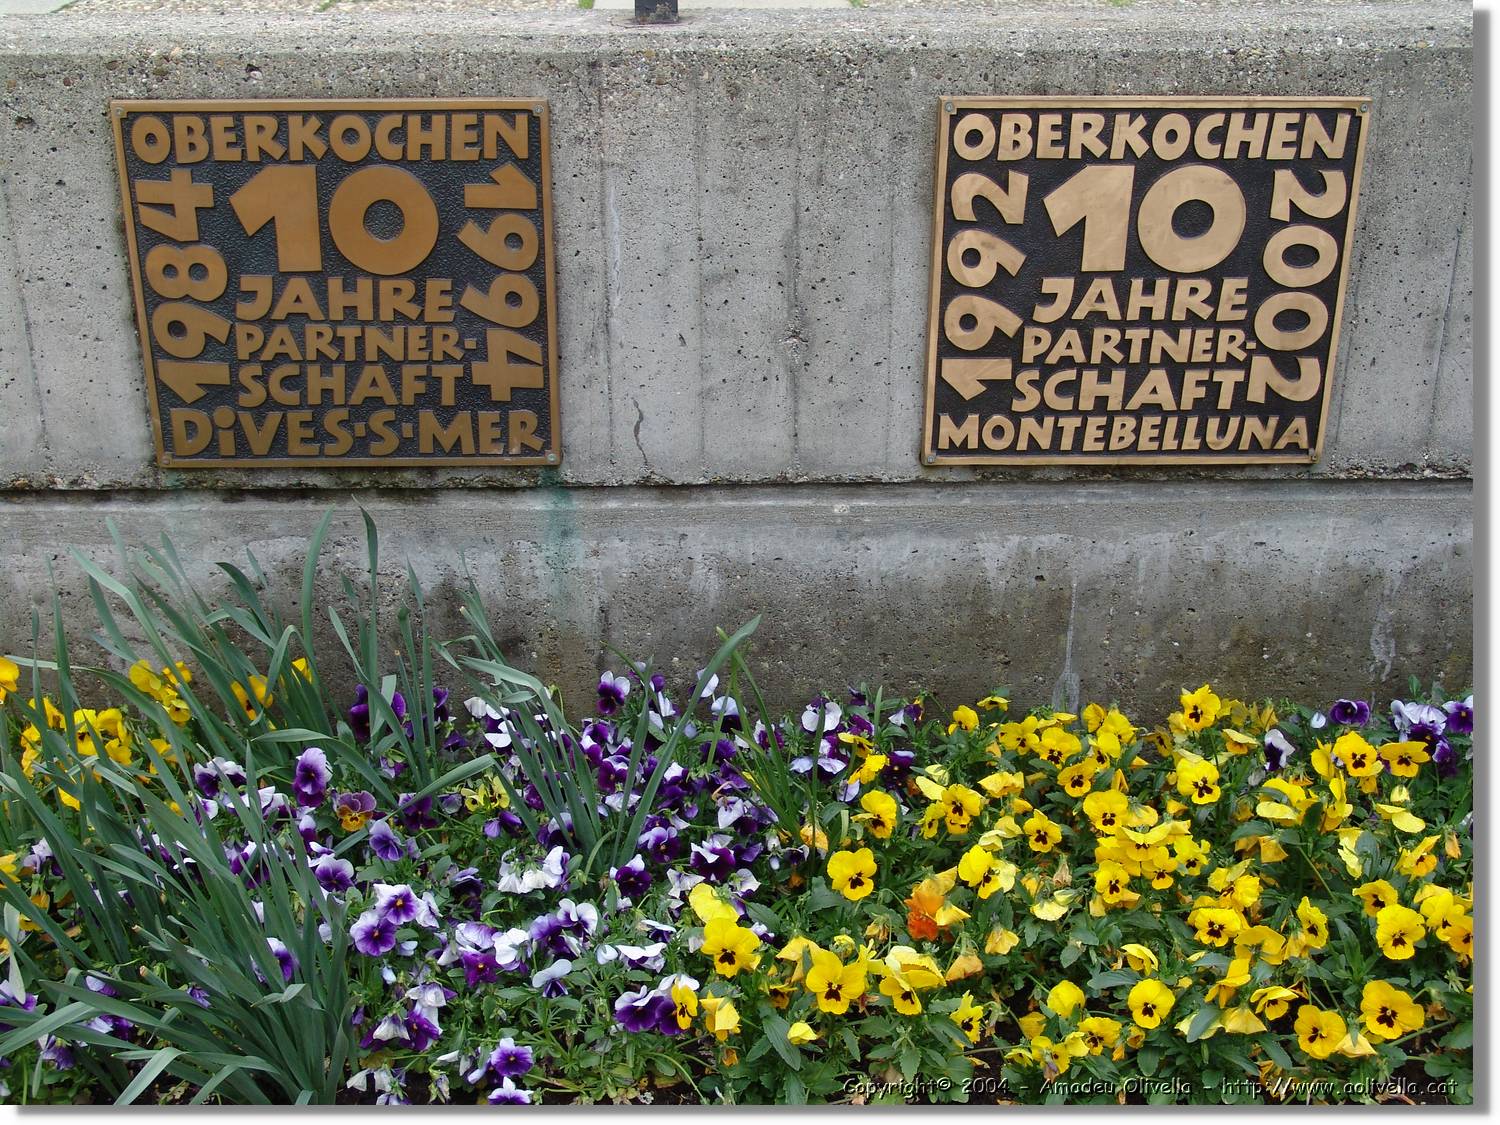 OBERKOCHEN
1984
10
1994
JAHRE
PARTNER-
SCHAFT
DiVES·S·MER
OBERKOCHEN
1992
10
2002
JAHRE
PARTNER-
SCHAFT
MONTEBELLUNA
Copyright© 2004 - Amadeu Olivella - http://www.aolivella.cat